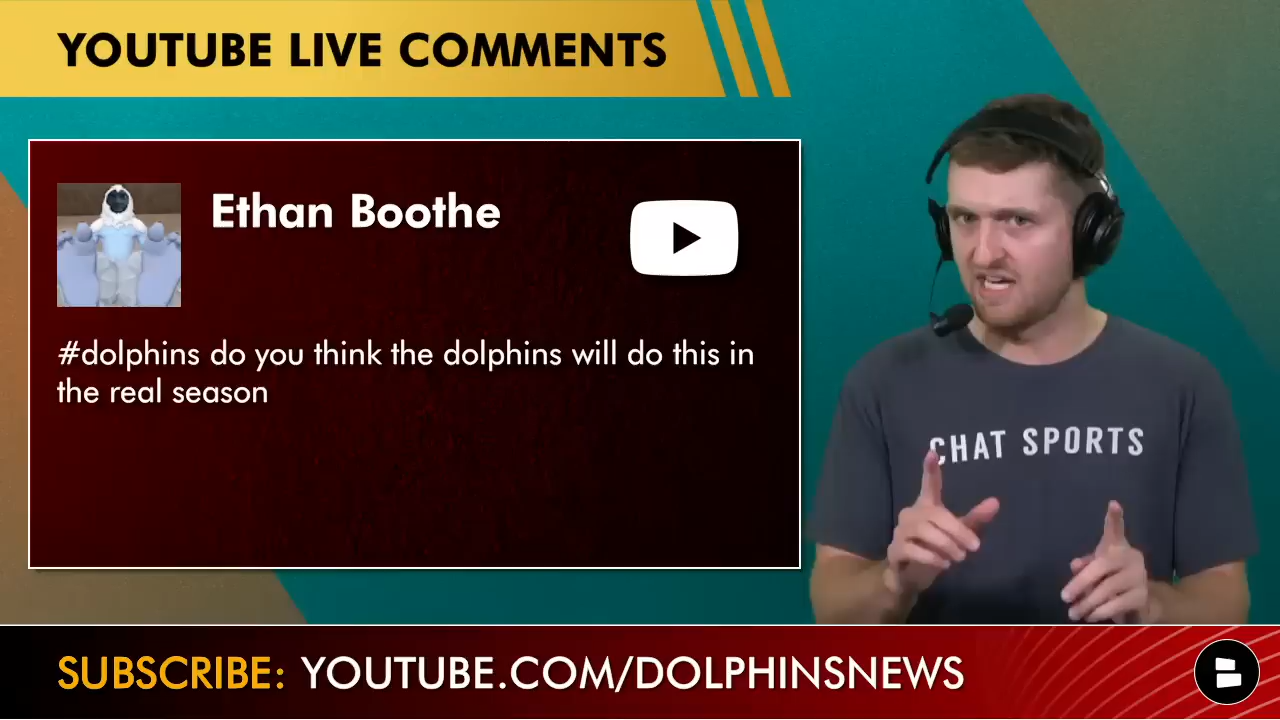 YOUTUBE LIVE COMMENTS
Ethan Boothe
#dolphins do you think the dolphins will do this in
the real season
CHAT SPORTS
SUBSCRIBE: YOUTUBE.COM/DOLPHINSNEWS